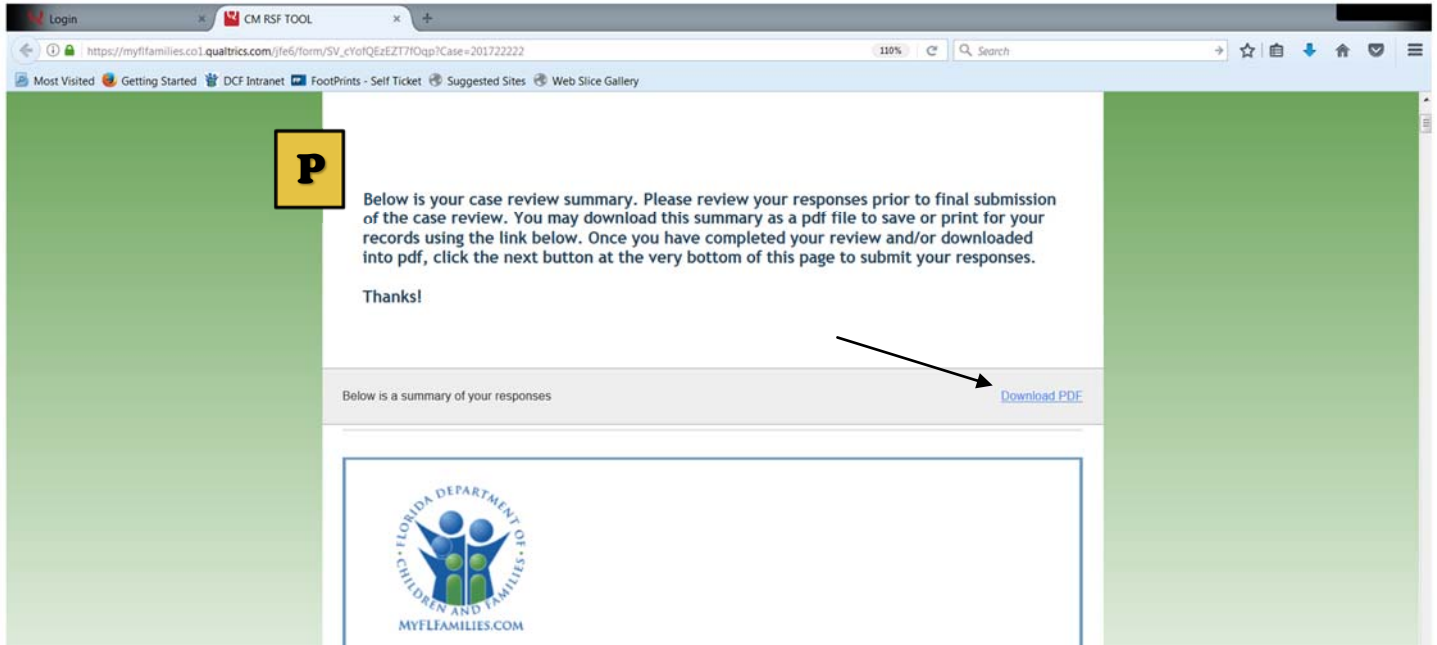 Login × CM RSF TOOL × +
https://myflfamilies.co1.qualtrics.com/jfe6/form/SV_cYofQEzEZT7fOqp?Case=201722222 110% Search
Most Visited Getting Started DCF Intranet FootPrints - Self Ticket Suggested Sites Web Slice Gallery
P
Below is your case review summary. Please review your responses prior to final submission
of the case review. You may download this summary as a pdf file to save or print for your
records using the link below. Once you have completed your review and/or downloaded
into pdf, click the next button at the very bottom of this page to submit your responses.
Thanks!
Below is a summary of your responses Download PDF
FLORIDA DEPARTMENT OF CHILDREN AND FAMILIES
MYFLFAMILIES.COM